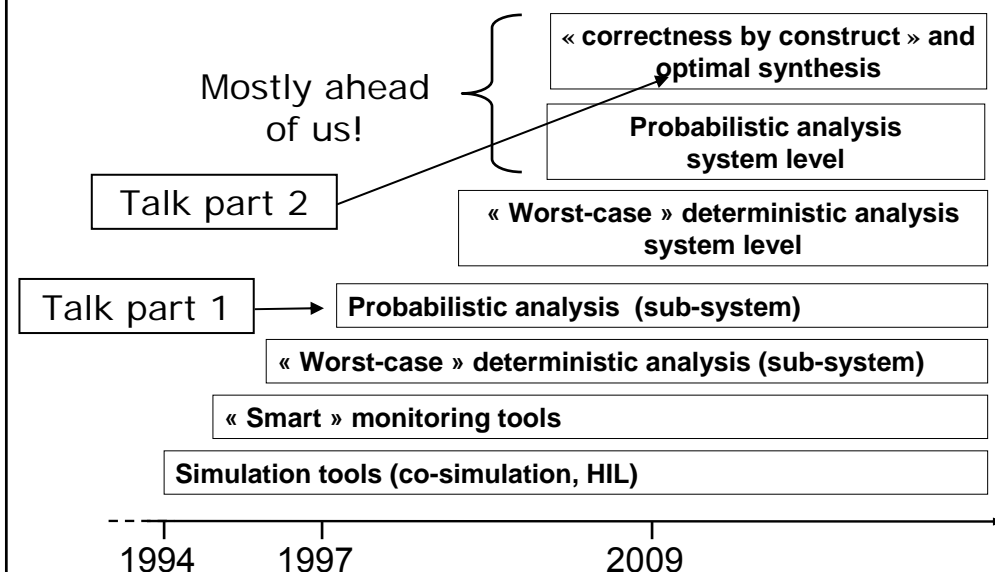 « correctness by construct » and
optimal synthesis
Mostly ahead
of us!
Probabilistic analysis
system level
Talk part 2
« Worst-case » deterministic analysis
system level
Talk part 1
Probabilistic analysis (sub-system)
« Worst-case » deterministic analysis (sub-system)
« Smart » monitoring tools
Simulation tools (co-simulation, HIL)
1994
1997
2009